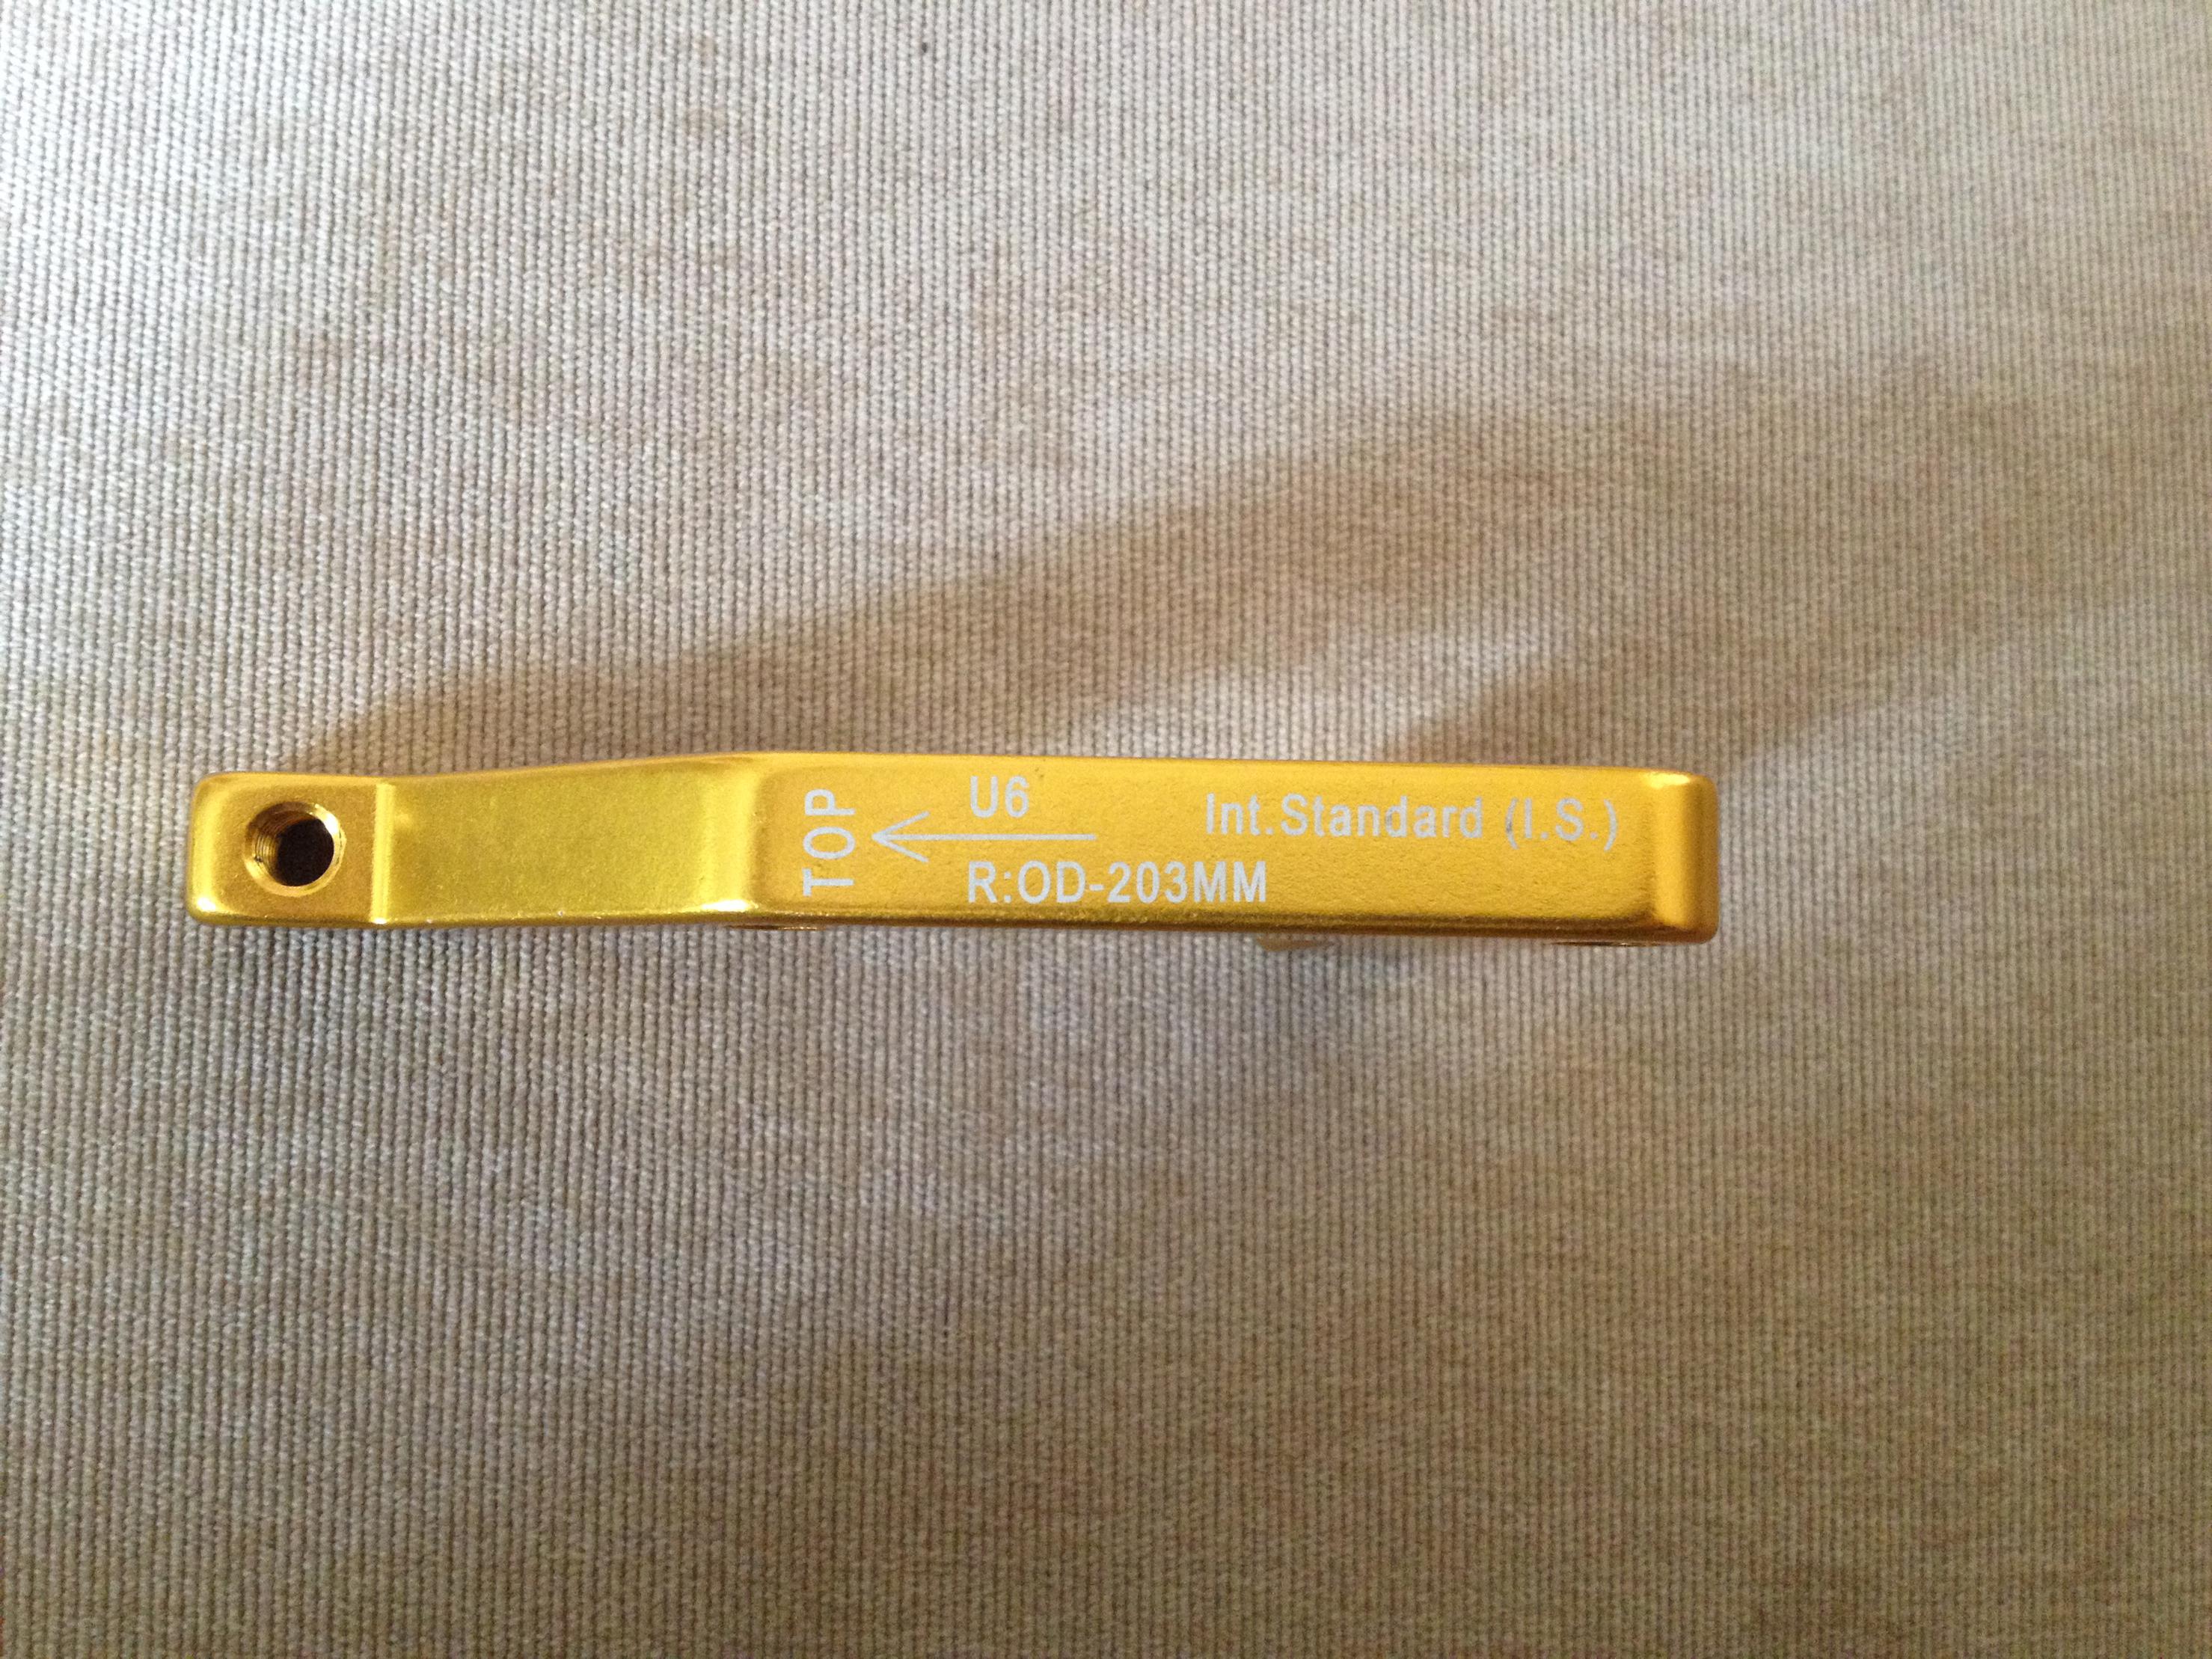 TOP
U6
R:OD-203MM
Int.Standard (I.S.)